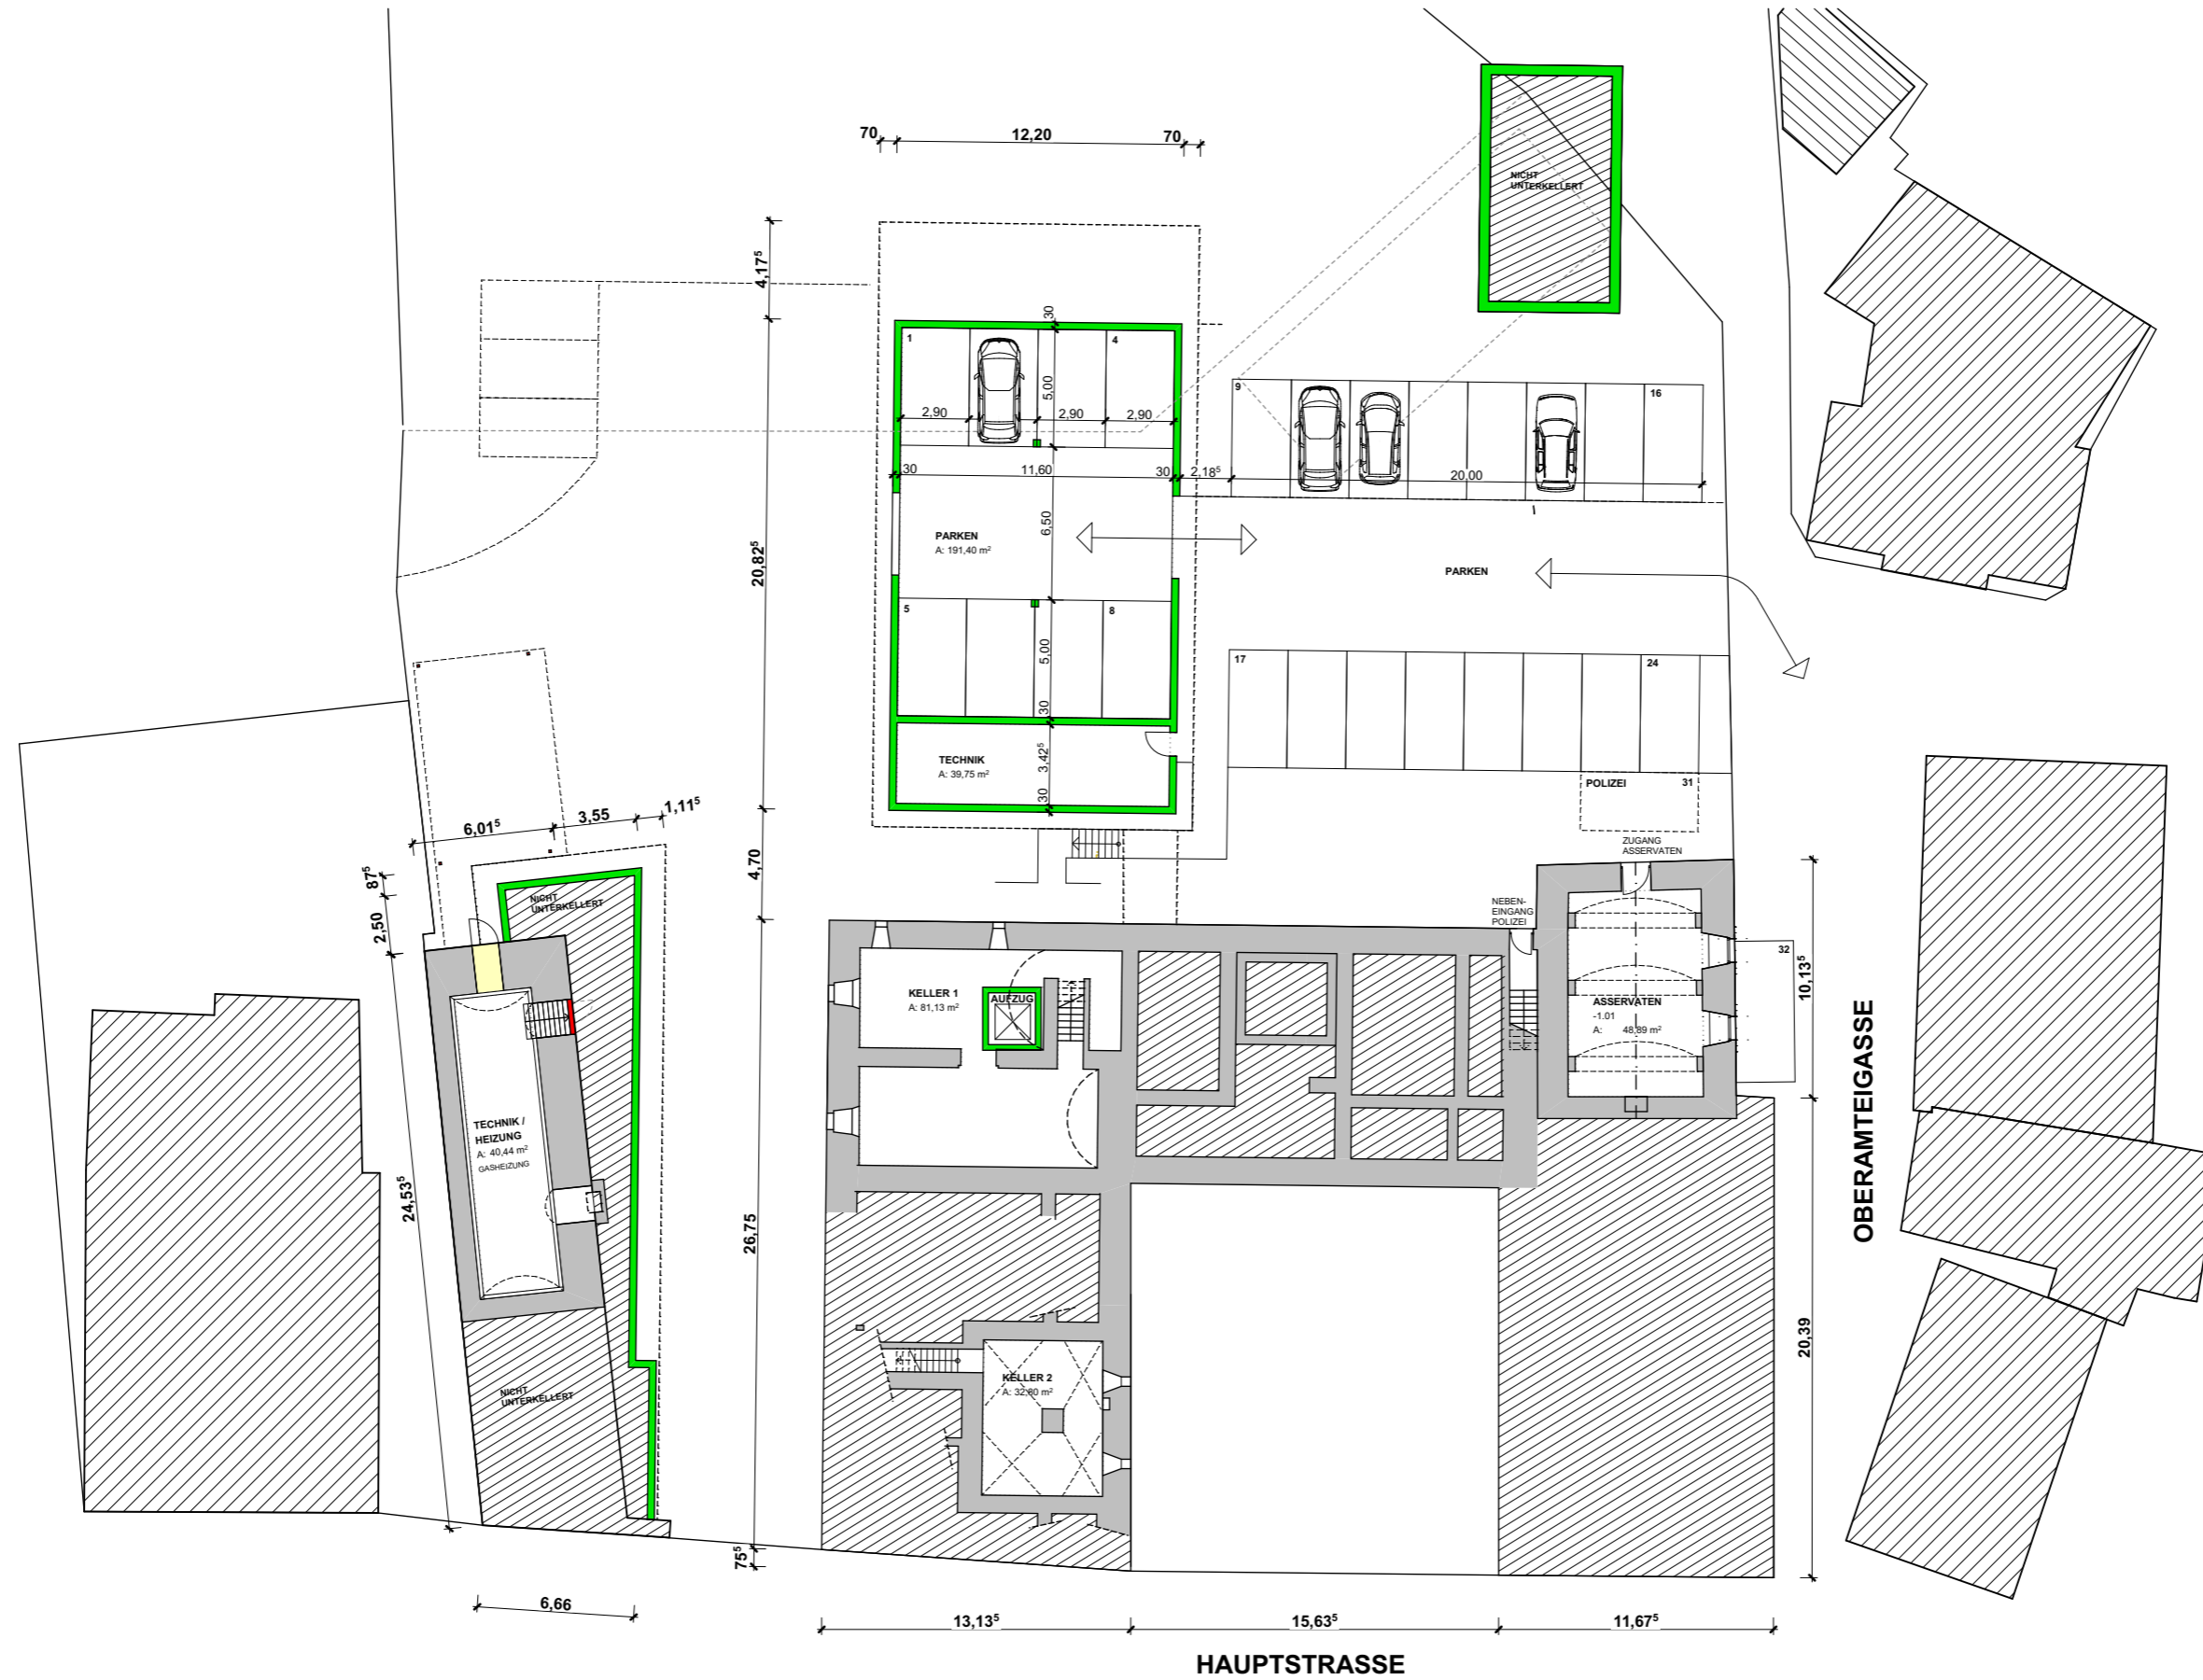 70
12,20
70
NICHT
UNTERKELLERT
4,17⁵
30
1
4
5,00
2,90
2,90
2,90
9
16
30
11,60
30
2,18⁵
20,00
6,50
PARKEN
A: 191,40 m²
PARKEN
20,82⁵
5
8
5,00
17
24
30
3,42⁵
TECHNIK
A: 39,75 m²
30
POLIZEI
31
6,01⁵
3,55
1,11⁵
ZUGANG
ASSERVATEN
4,70
87⁵
2,50
NICHT
UNTERKELLERT
NEBEN-
EINGANG
POLIZEI
32
10,13⁵
KELLER 1
A: 81,13 m²
AUFZUG
ASSERVATEN
-1.01
A: 48,89 m²
OBERAMTEIGASSE
TECHNIK /
HEIZUNG
A: 40,44 m²
GASHEIZUNG
24,53⁵
26,75
20,39
KELLER 2
A: 32,80 m²
NICHT
UNTERKELLERT
75⁵
6,66
13,13⁵
15,63⁵
11,67⁵
HAUPTSTRASSE